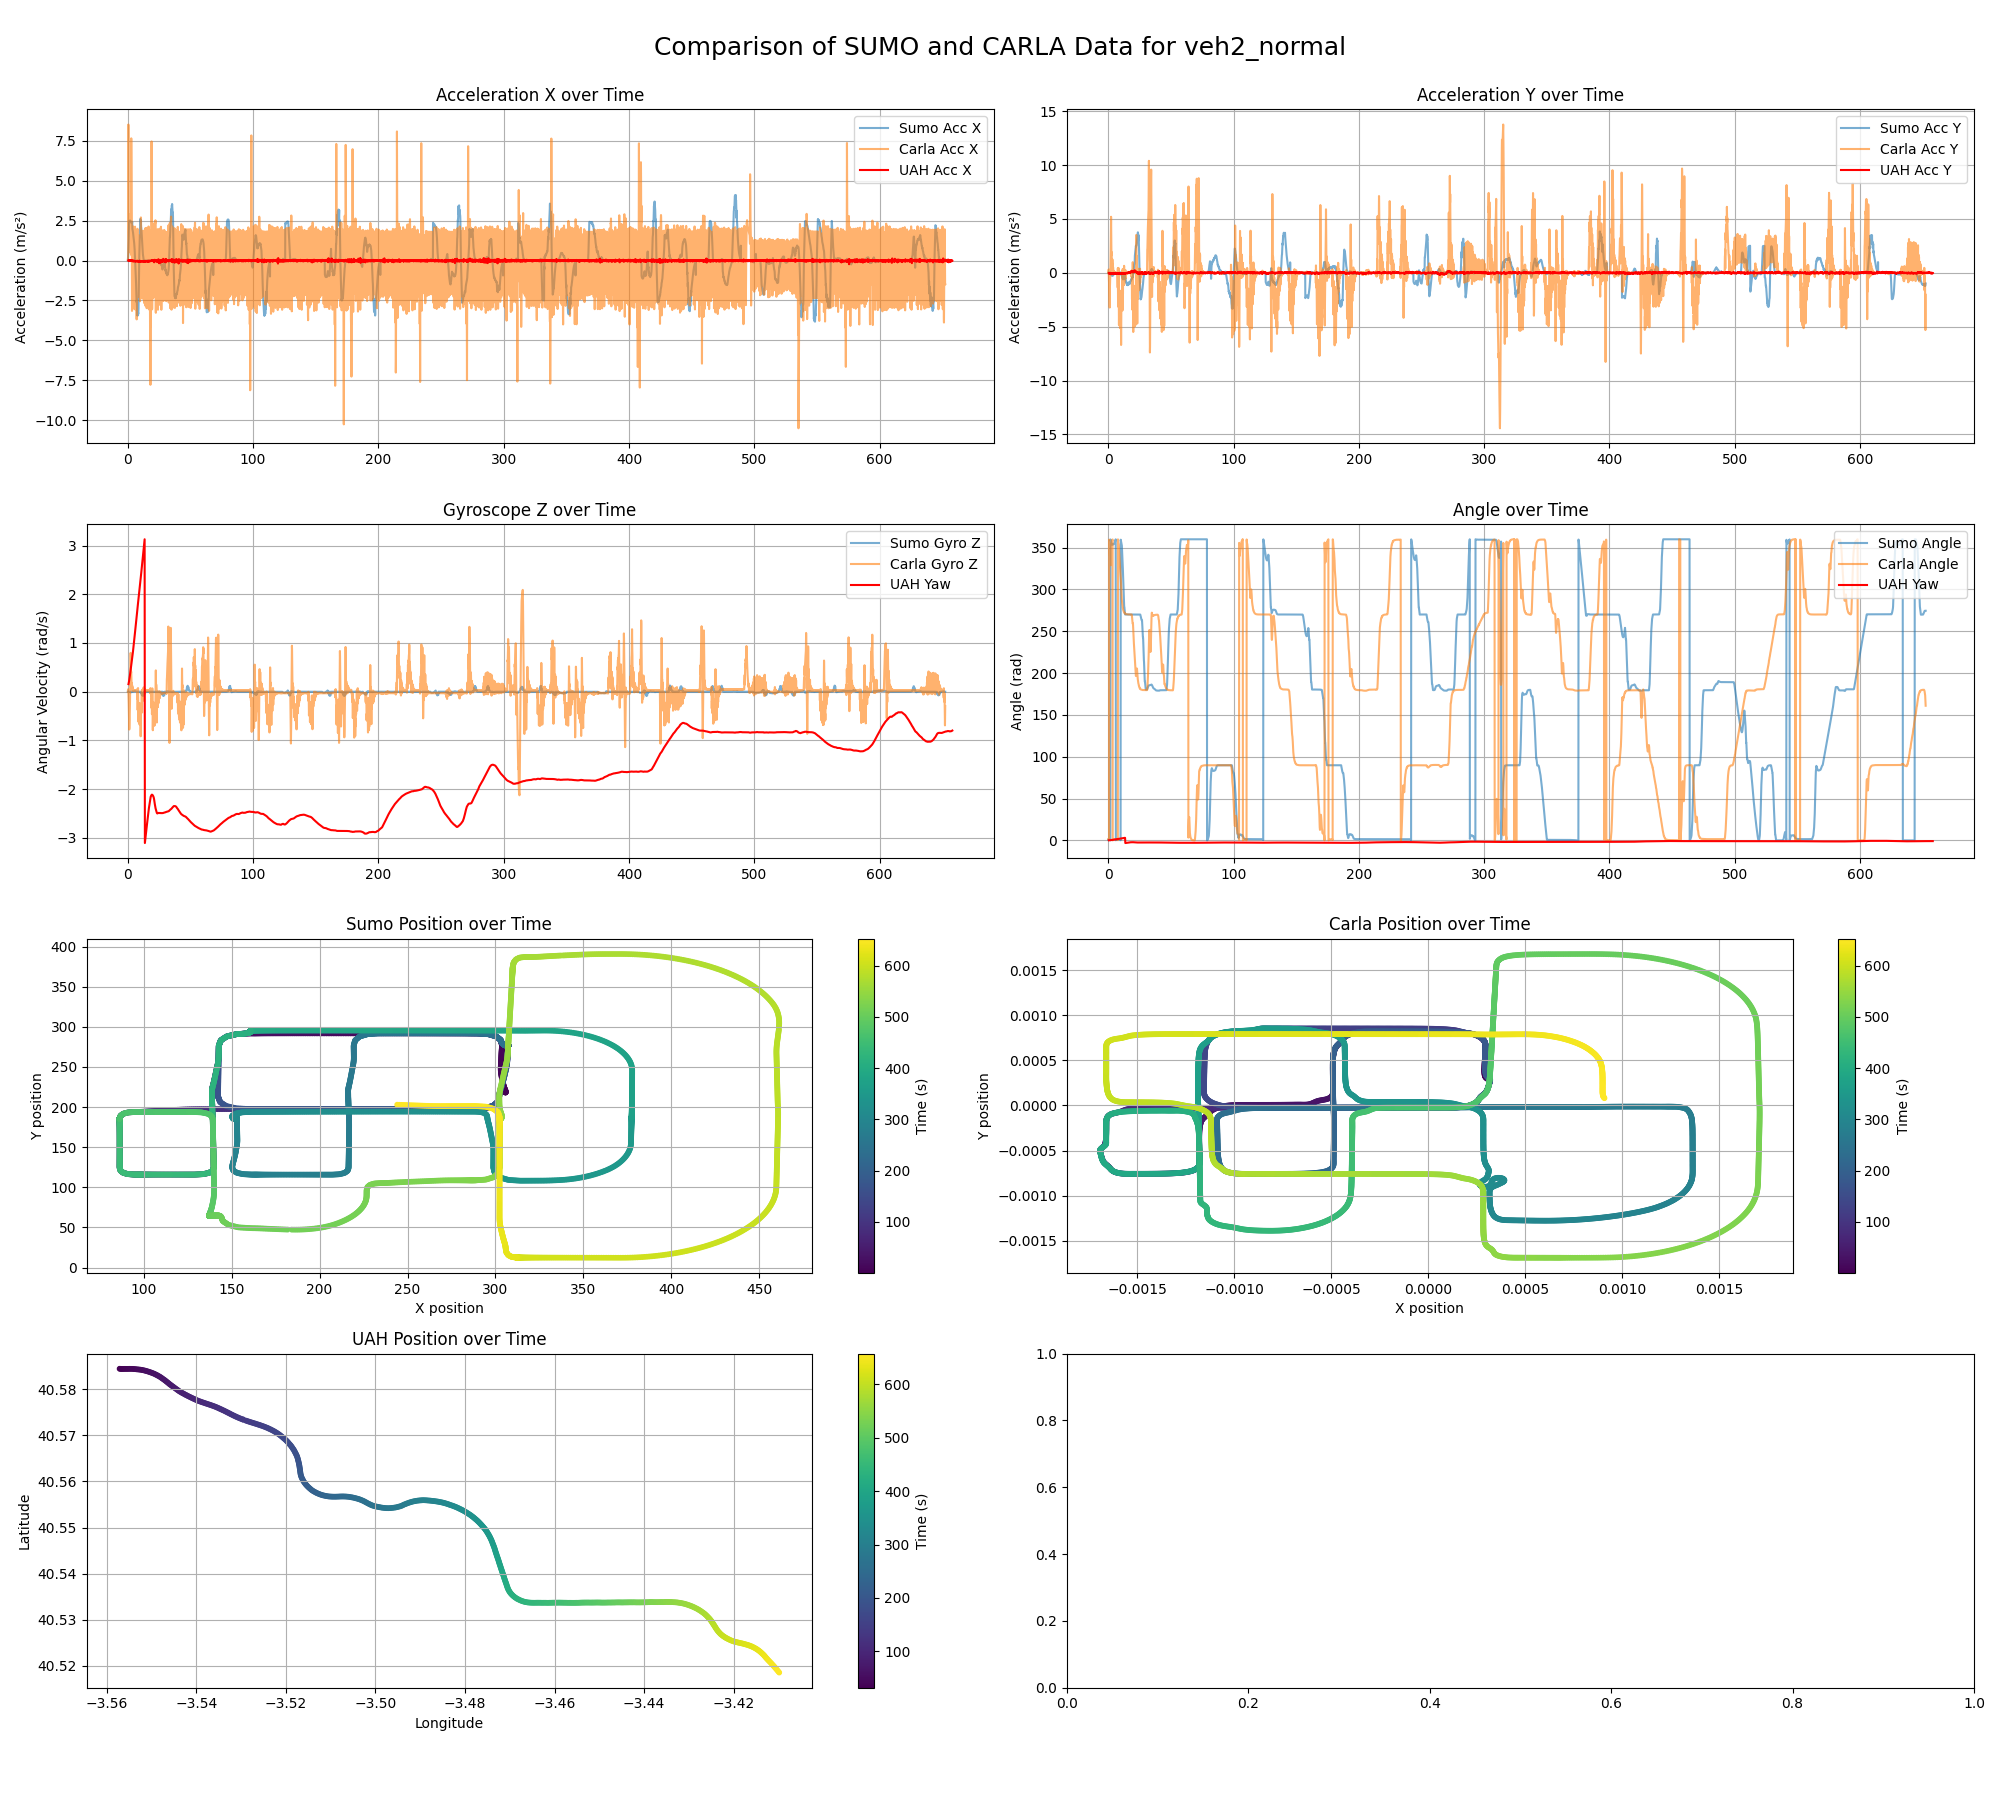 Comparison of SUMO and CARLA Data for veh2_normal
Acceleration X over Time
Acceleration (m/s²)
7.5
5.0
2.5
0.0
−2.5
−5.0
−7.5
−10.0
0 100 200 300 400 500 600
Sumo Acc X
Carla Acc X
UAH Acc X
Acceleration Y over Time
Acceleration (m/s²)
15
10
5
0
−5
−10
−15
0 100 200 300 400 500 600
Sumo Acc Y
Carla Acc Y
UAH Acc Y
Gyroscope Z over Time
Angular Velocity (rad/s)
3
2
1
0
−1
−2
−3
0 100 200 300 400 500 600
Sumo Gyro Z
Carla Gyro Z
UAH Yaw
Angle over Time
Angle (rad)
350
300
250
200
150
100
50
0
0 100 200 300 400 500 600
Sumo Angle
Carla Angle
UAH Yaw
Sumo Position over Time
Y position
400
350
300
250
200
150
100
50
0
100 150 200 250 300 350 400 450
X position
600
500
400
300
200
100
Time (s)
Carla Position over Time
Y position
0.0015
0.0010
0.0005
0.0000
−0.0005
−0.0010
−0.0015
−0.0015 −0.0010 −0.0005 0.0000 0.0005 0.0010 0.0015
X position
600
500
400
300
200
100
Time (s)
UAH Position over Time
Latitude
40.58
40.57
40.56
40.55
40.54
40.53
40.52
−3.56 −3.54 −3.52 −3.50 −3.48 −3.46 −3.44 −3.42
Longitude
600
500
400
300
200
100
Time (s)
1.0
0.8
0.6
0.4
0.2
0.0
0.0 0.2 0.4 0.6 0.8 1.0